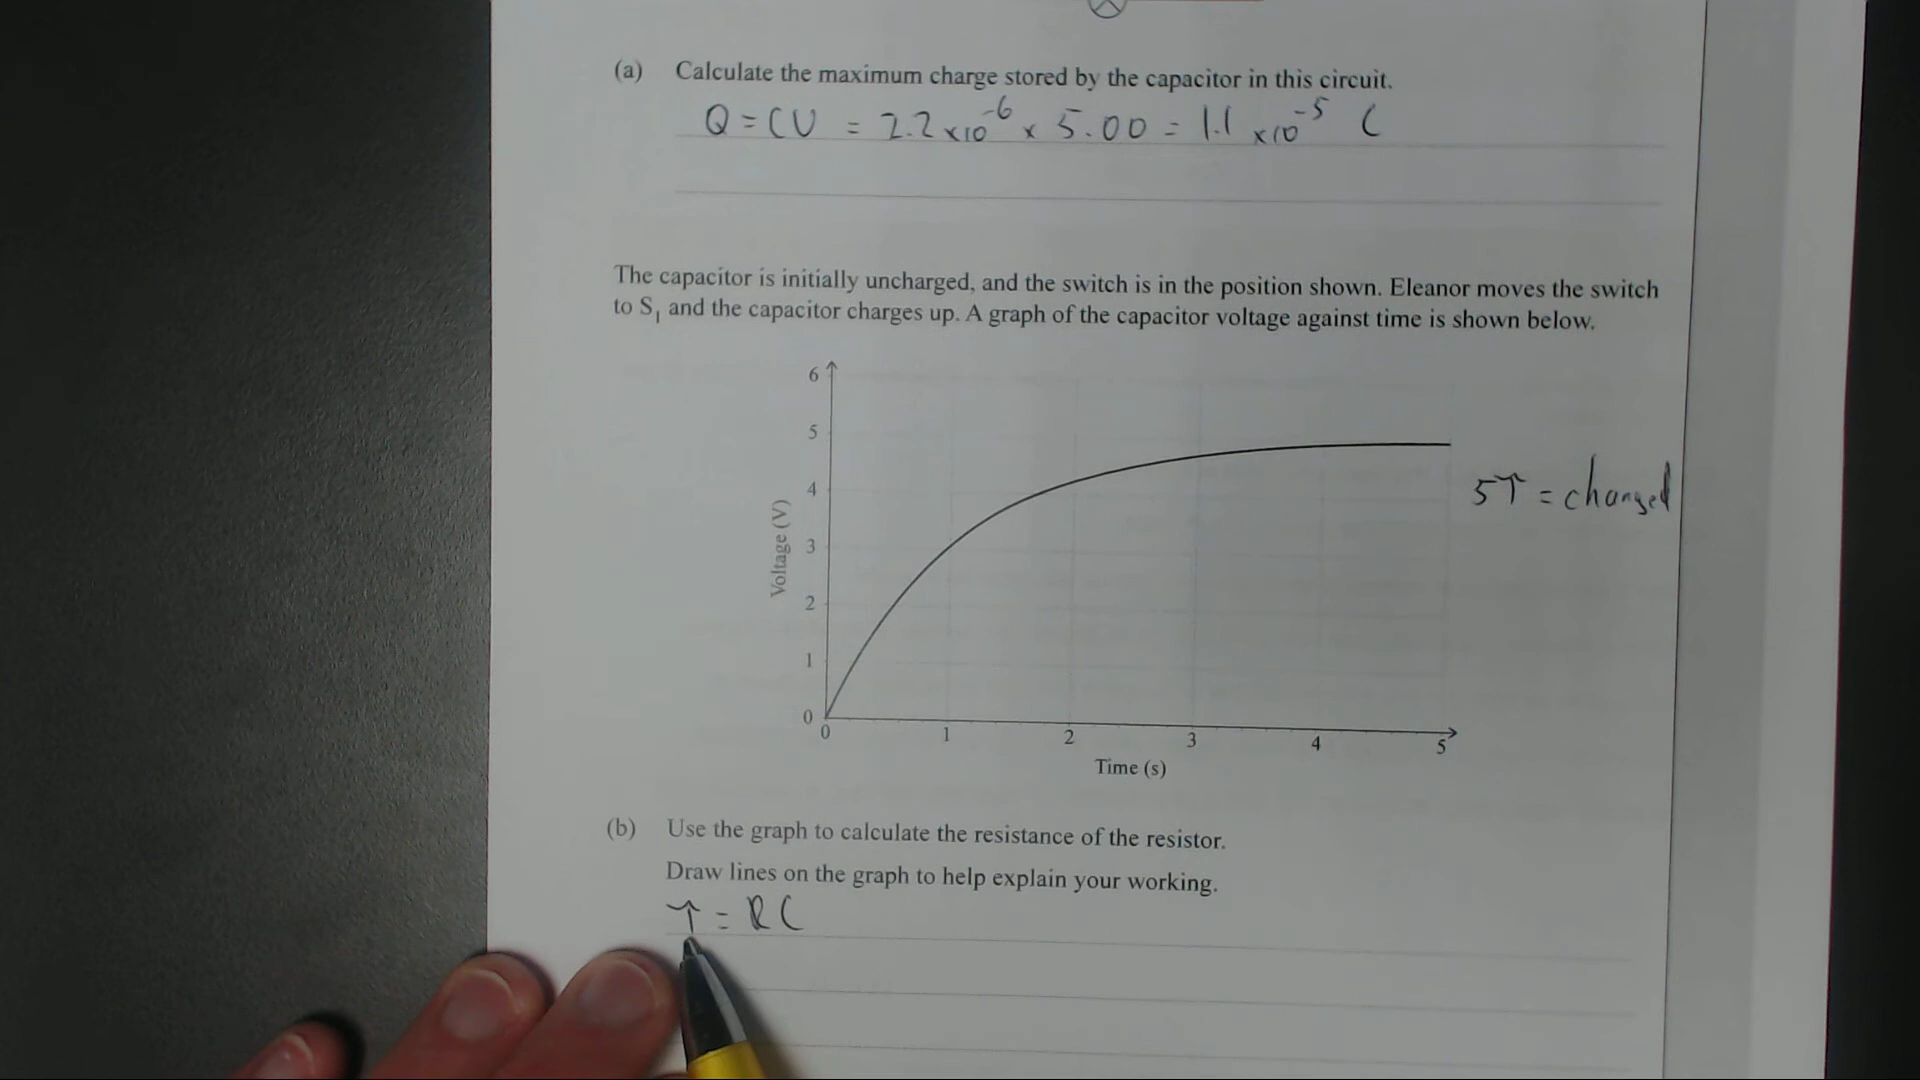 (a) Calculate the maximum charge stored by the capacitor in this circuit.
Q = CV = 2.2 x10⁻⁶ x 5.00 = 1.1 x10⁻⁵ C
The capacitor is initially uncharged, and the switch is in the position shown. Eleanor moves the switch
to S₁ and the capacitor charges up. A graph of the capacitor voltage against time is shown below.
6
5
4
3
2
1
0
Voltage (V)
0 1 2 3 4 5
Time (s)
5τ = charged
(b) Use the graph to calculate the resistance of the resistor.
Draw lines on the graph to help explain your working.
τ = RC